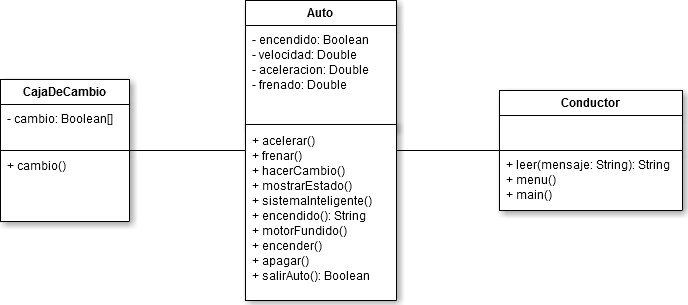 CajaDeCambio
- cambio: Boolean[]
+ cambio()
Auto
- encendido: Boolean
- velocidad: Double
- aceleracion: Double
- frenado: Double
+ acelerar()
+ frenar()
+ hacerCambio()
+ mostrarEstado()
+ sistemaInteligente()
+ encendido(): String
+ motorFundido()
+ encender()
+ apagar()
+ salirAuto(): Boolean
Conductor
+ leer(mensaje: String): String
+ menu()
+ main()